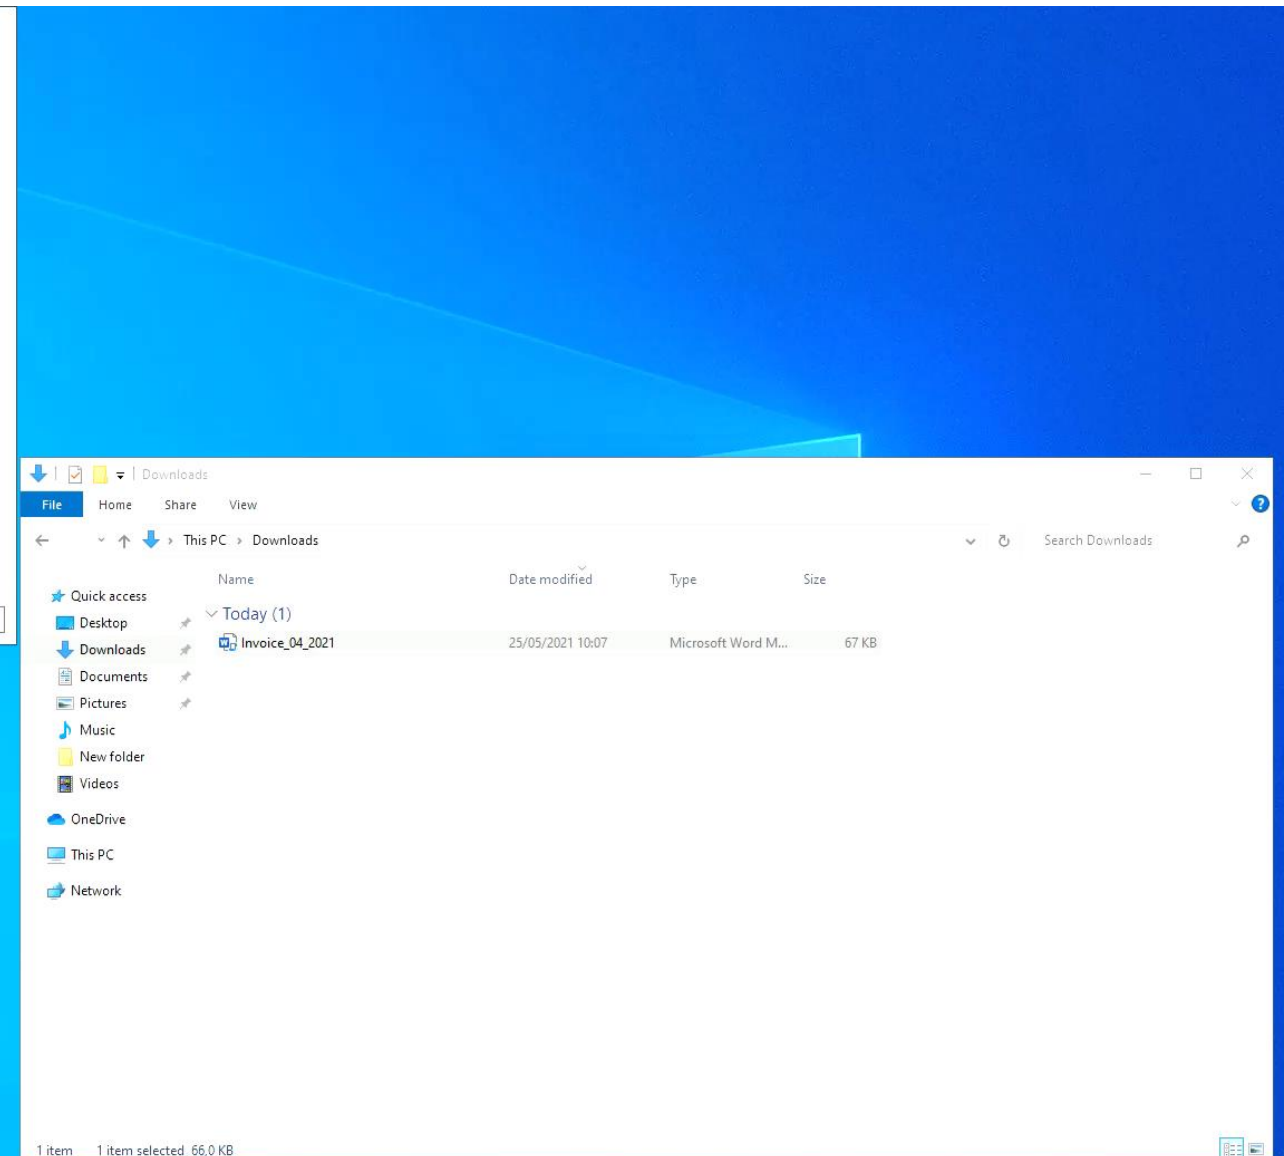 Downloads
File Home Share View
This PC > Downloads
Search Downloads
Name Date modified Type Size
Quick access
Today (1)
Desktop
Invoice_04_2021 25/05/2021 10:07 Microsoft Word M... 67 KB
Downloads
Documents
Pictures
Music
New folder
Videos
OneDrive
This PC
Network
1 item 1 item selected 66,0 KB